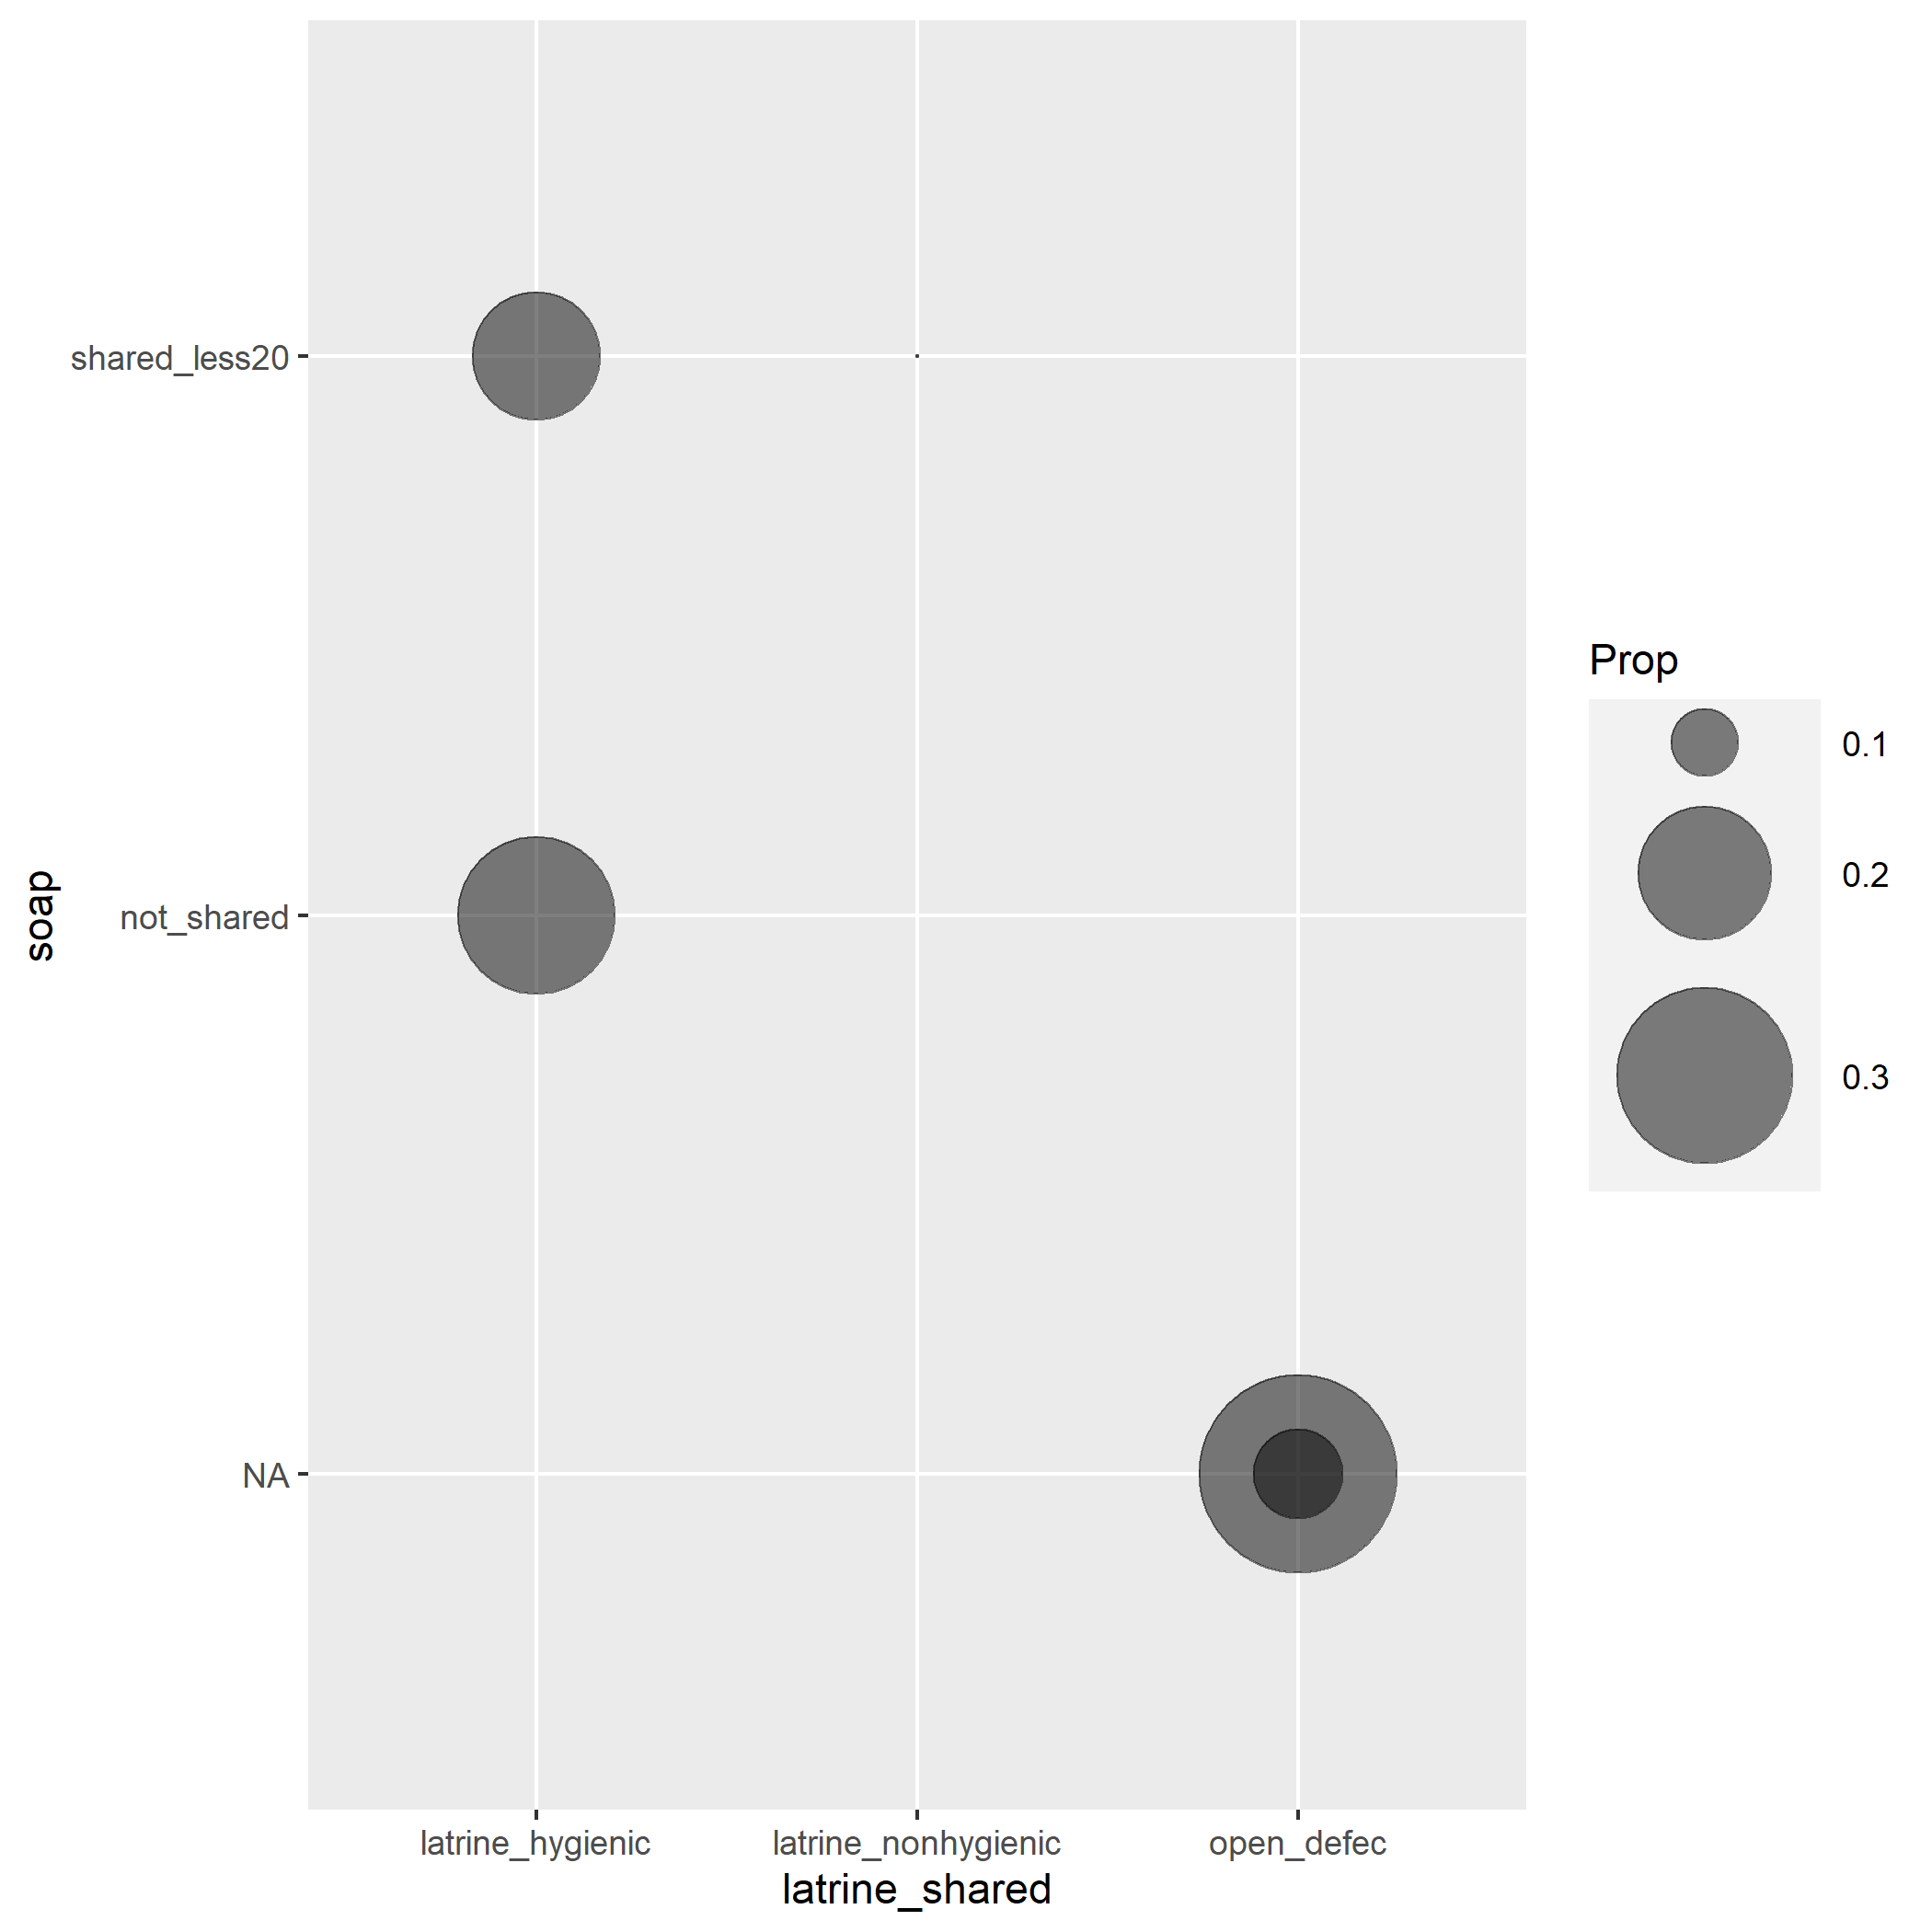 shared_less20
not_shared
NA
soap
latrine_hygienic
latrine_nonhygienic
open_defec
latrine_shared
Prop
0.1
0.2
0.3